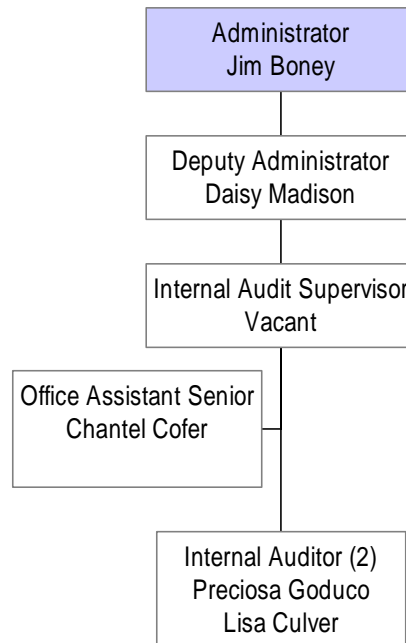 Administrator
Jim Boney
Deputy Administrator
Daisy Madison
Internal Audit Supervisor
Vacant
Office Assistant Senior
Chantel Cofer
Internal Auditor (2)
Preciosa Goduco
Lisa Culver